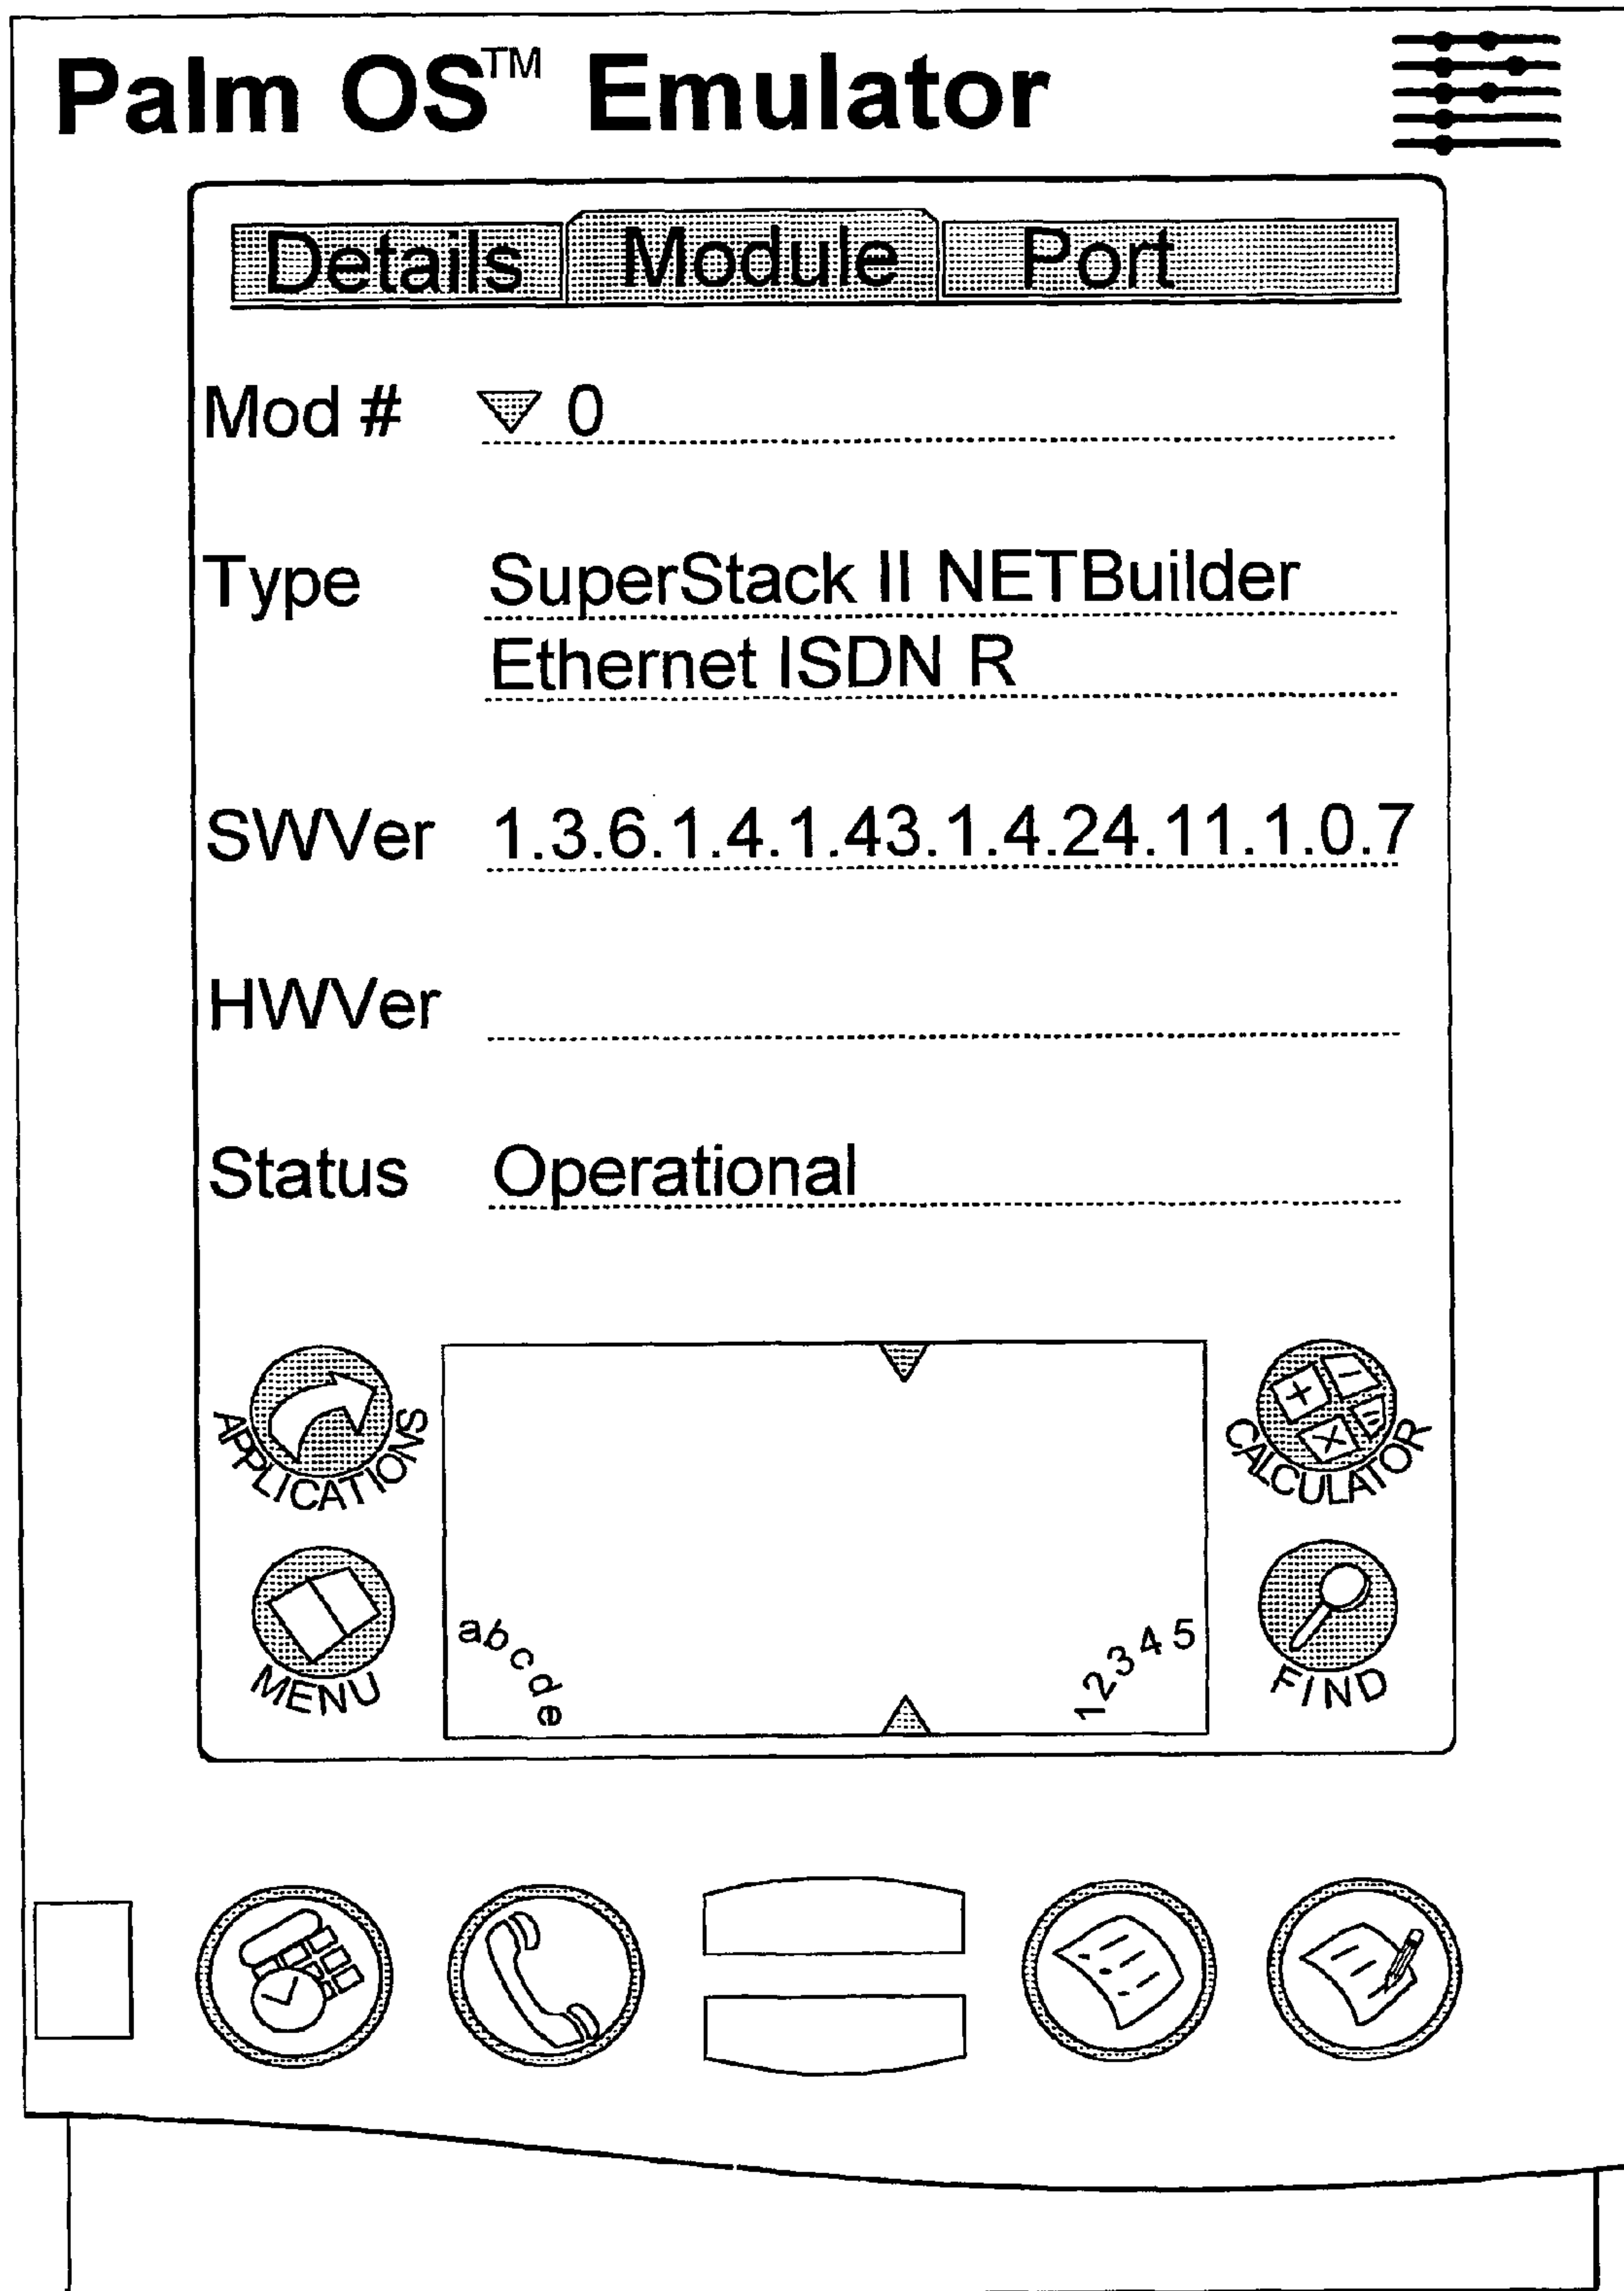 Palm OS™ Emulator
Details Module Port
Mod # 0
Type SuperStack II NETBuilder
Ethernet ISDN R
SWVer 1.3.6.1.4.1.43.1.4.24.11.1.0.7
HWVer
Status Operational
APPLICATIONS
CALCULATOR
MENU
abcde
12345
FIND